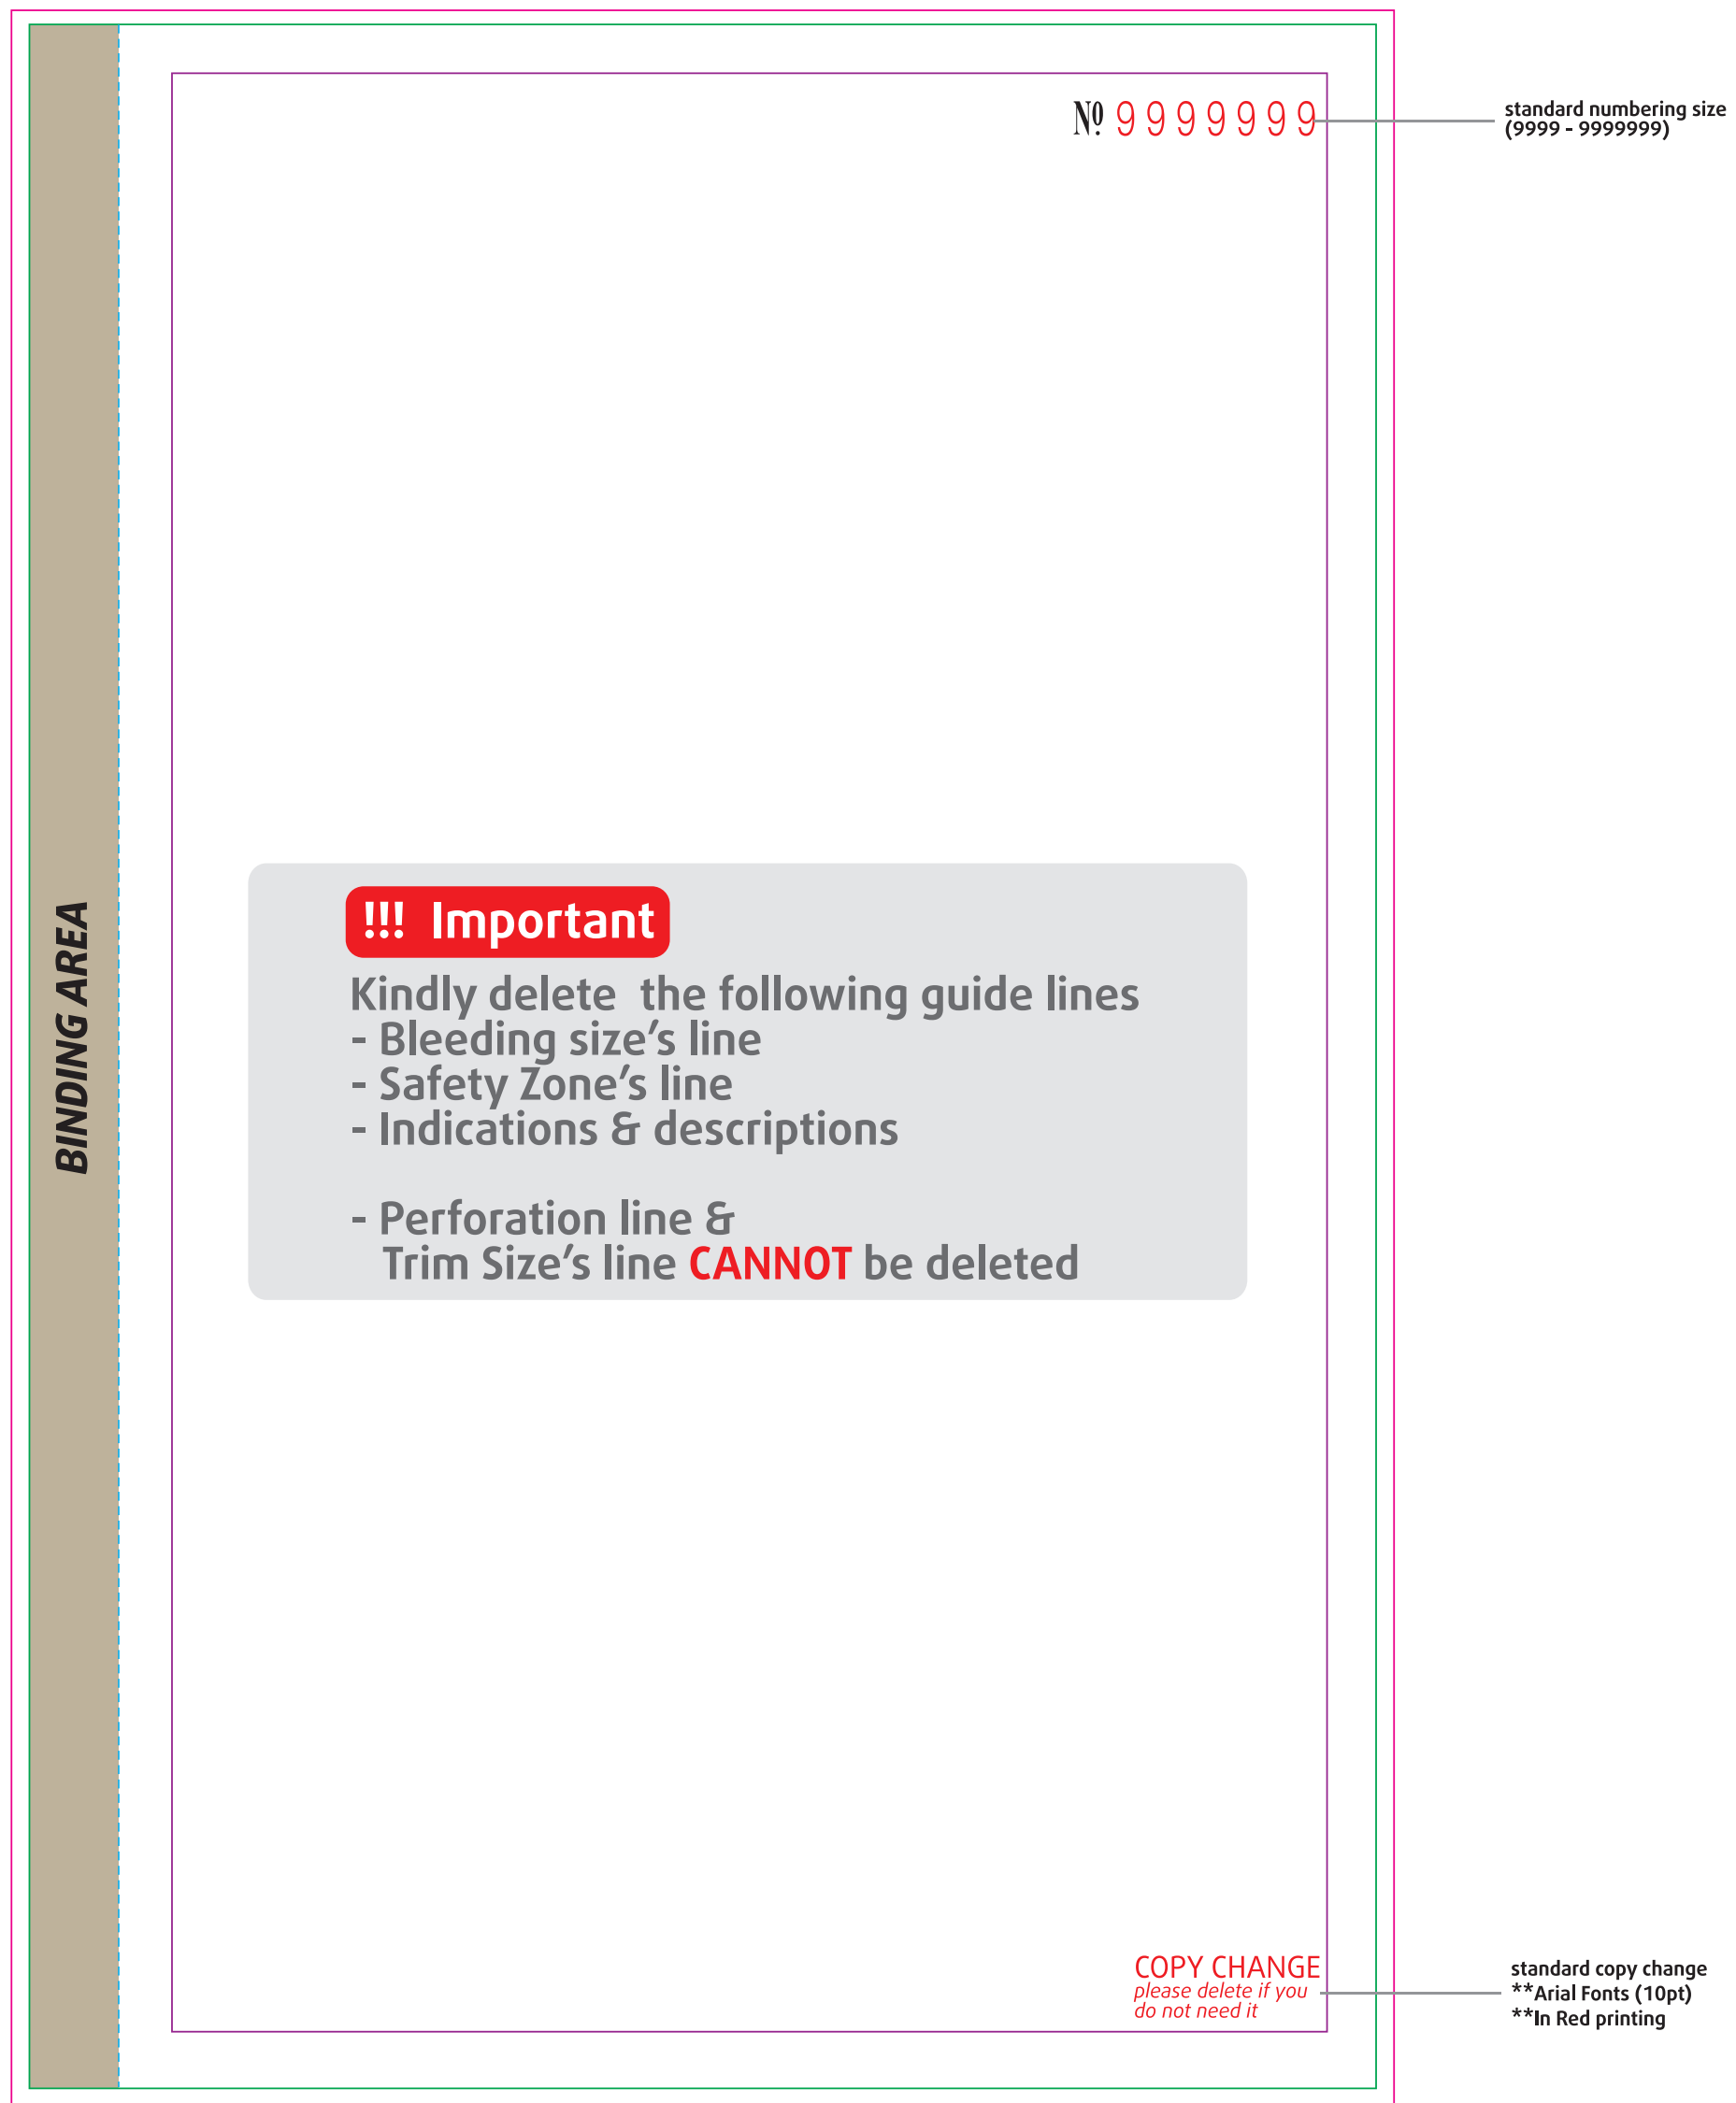 Nº 9999999
standard numbering size
(9999 - 9999999)
BINDING AREA
!!! Important
Kindly delete the following guide lines
- Bleeding size’s line
- Safety Zone’s line
- Indications & descriptions
- Perforation line &
Trim Size’s line CANNOT be deleted
COPY CHANGE
please delete if you
do not need it
standard copy change
**Arial Fonts (10pt)
**In Red printing